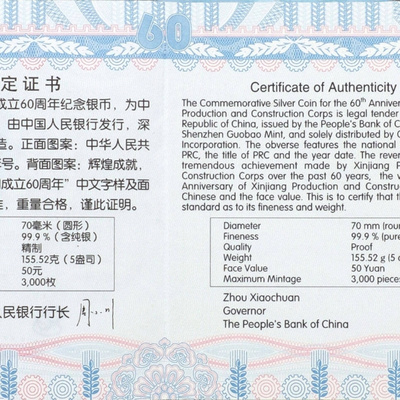 60
定证书
成立60周年纪念银币，为中
由中国人民银行发行，深
造。正面图案：中华人民共
号。背面图案：辉煌成就，
成立60周年”中文字样及面
准，重量合格，谨此证明。
70毫米（圆形）
99.9%（含纯银）
精制
155.52克（5盎司）
50元
3,000枚
人民银行行长
Certificate of Authenticity
The Commemorative Silver Coin for the 60th Anniver
Production and Construction Corps is legal tender
Republic of China, issued by the People's Bank of C
Shenzhen Guobao Mint, and solely distributed by C
Incorporation. The obverse features the national
PRC, the title of PRC and the year date. The rever
tremendous achievement made by Xinjiang P
Construction Corps over the past 60 years, the w
Anniversary of Xinjiang Production and Construc
Chinese and the face value. This is to certify that
standard as to its fineness and weight.
Diameter 70 mm (roun
Fineness 99.9% (pure
Quality Proof
Weight 155.52 g (5 o
Face Value 50 Yuan
Maximum Mintage 3,000 pieces
Zhou Xiaochuan
Governor
The People's Bank of China